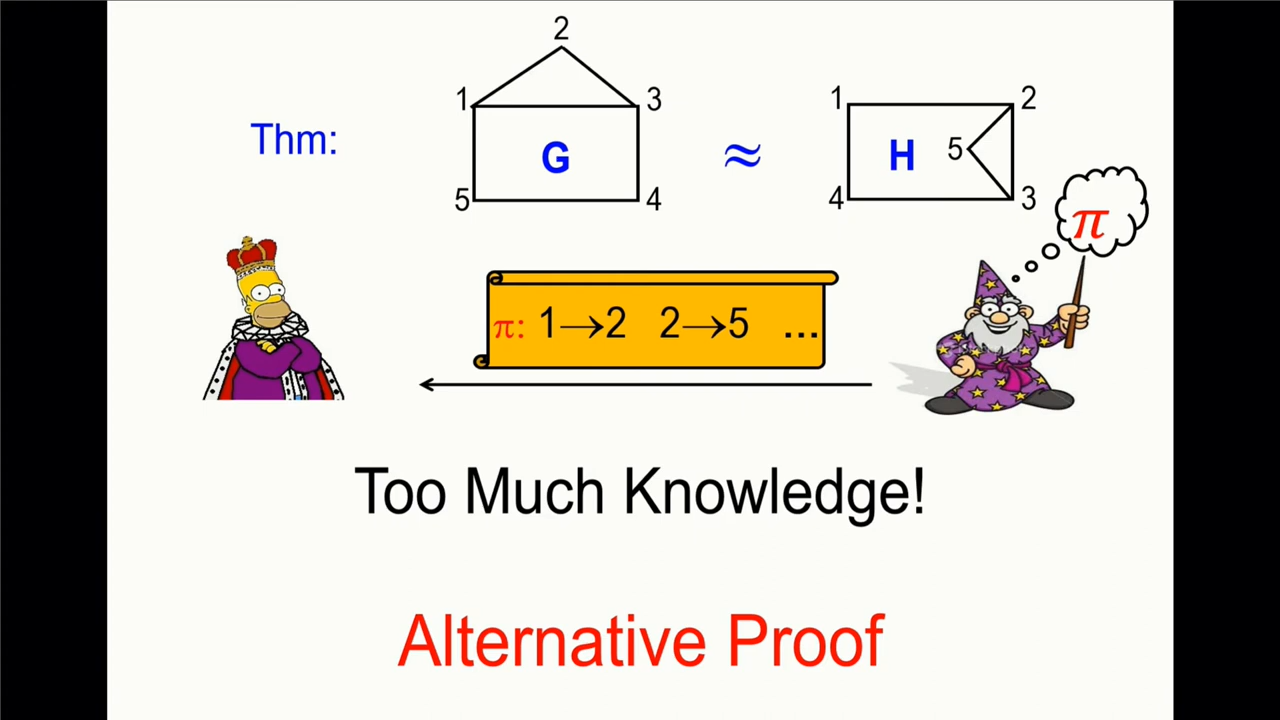 2
1 3 1 2
Thm: G ≈ H 5
5 4 4 3
π
π: 1→2 2→5 ...
Too Much Knowledge!
Alternative Proof